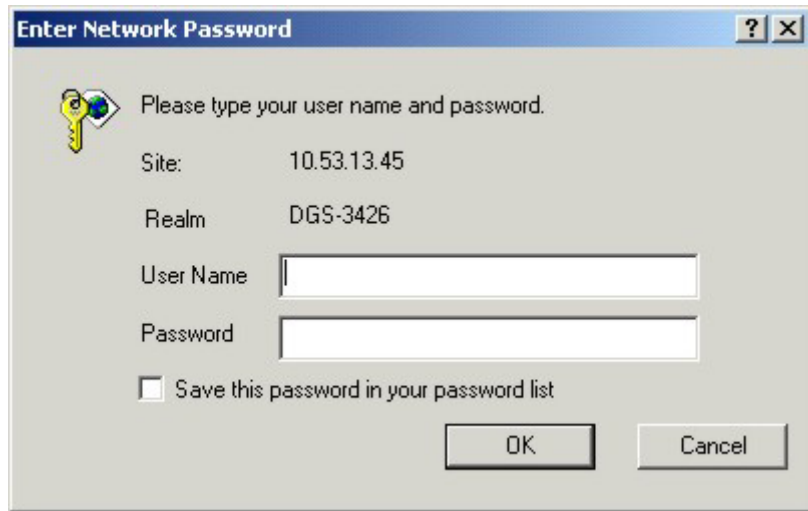 Enter Network Password
Please type your user name and password.
Site: 10.53.13.45
Realm DGS-3426
User Name
Password
Save this password in your password list
OK Cancel